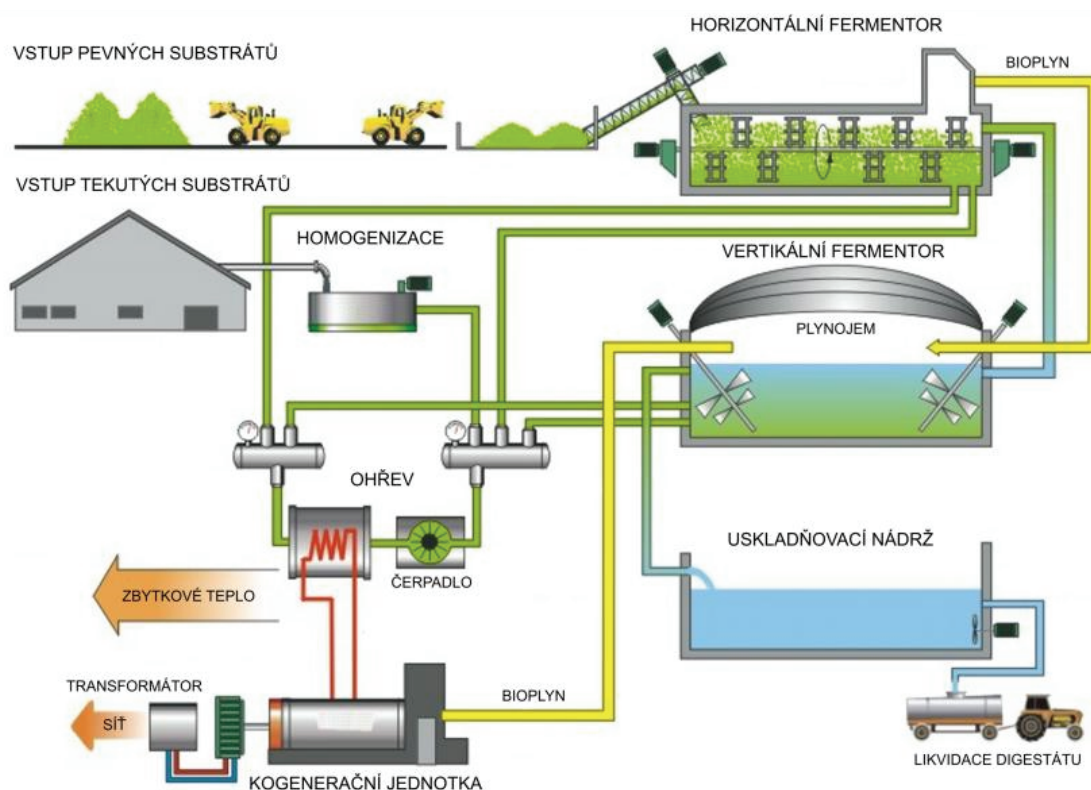 HORIZONTÁLNÍ FERMENTOR
VSTUP PEVNÝCH SUBSTRÁTŮ
BIOPLYN
VSTUP TEKUTÝCH SUBSTRÁTŮ
HOMOGENIZACE
VERTIKÁLNÍ FERMENTOR
PLYNOJEM
OHŘEV
ČERPADLO
USKLADŇOVACÍ NÁDRŽ
ZBYTKOVÉ TEPLO
TRANSFORMÁTOR
BIOPLYN
SÍŤ
LIKVIDACE DIGESTÁTU
KOGENERAČNÍ JEDNOTKA